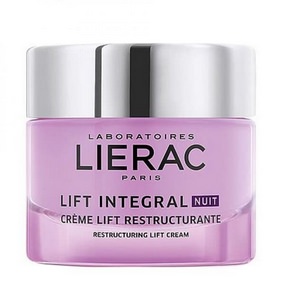 LABORATOIRES
LIERAC
PARIS
LIFT INTEGRAL NUIT
CRÈME LIFT RESTRUCTURANTE
RESTRUCTURING LIFT CREAM